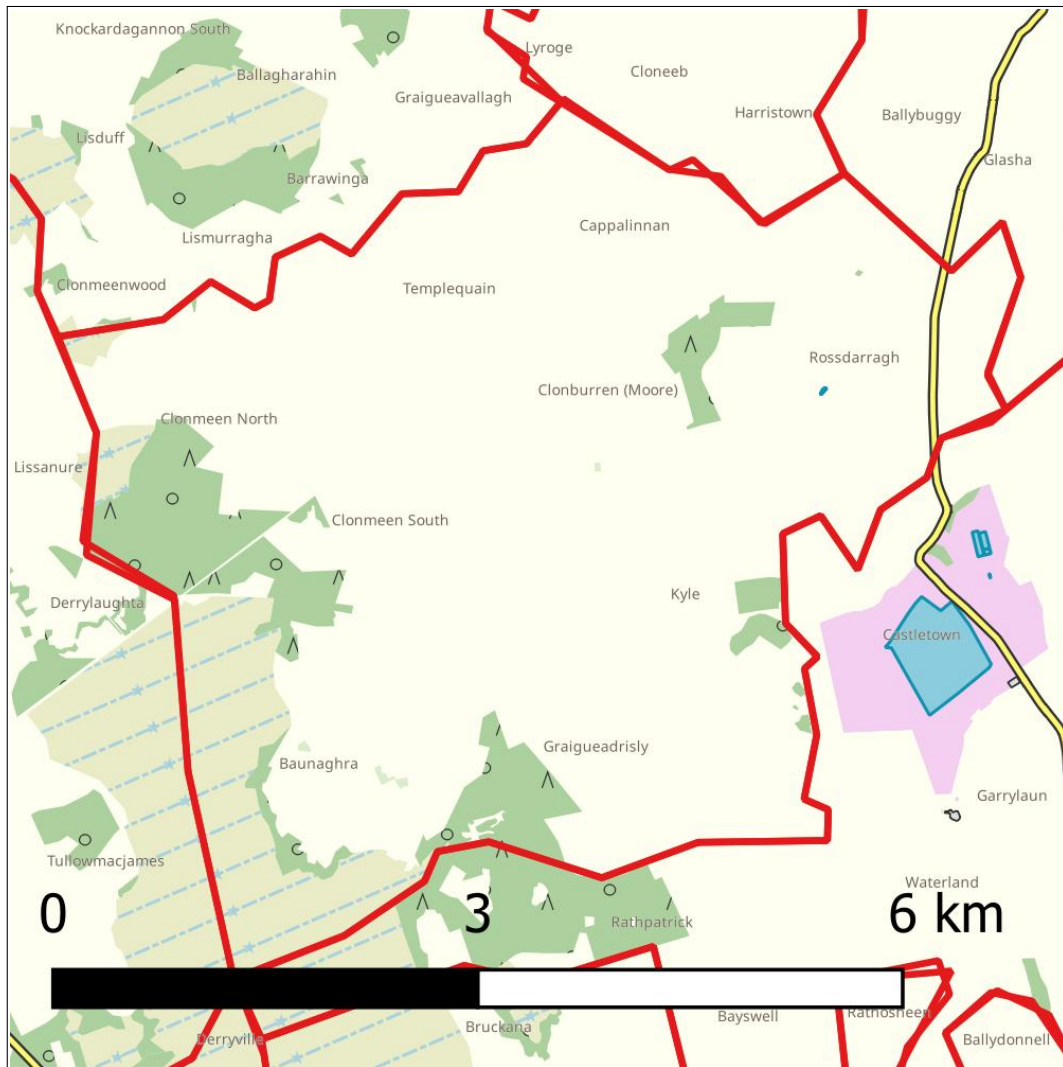 Knockardagannon South
Lyroge
Ballagharahin
Cloneeb
Graigueavallagh
Harristown
Ballybuggy
Lisduff
Glasha
Barrawinga
Cappalinnan
Lismurragha
Clonmeenwood
Templequain
Rossdarragh
Clonburren (Moore)
Clonmeen North
Lissanure
Clonmeen South
Kyle
Derrylaughta
Castletown
Graigueadrisly
Baunaghra
Garrylaun
Tullowmacjames
Waterland
0 3 6 km
Rathpatrick
Rathosheen
Bayswell
Bruckana
Derryville
Ballydonnell